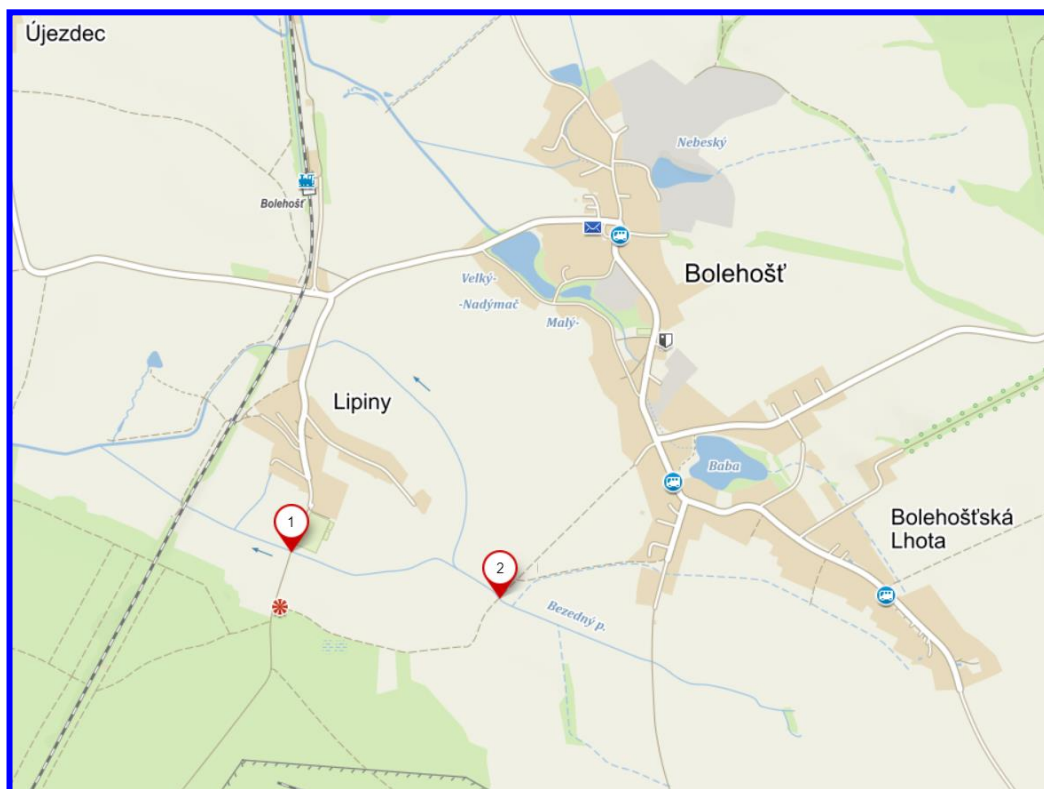 Újezdec
Nebeský
Bolehošť
Bolehošť
Velký-
-Nadýmač
Malý-
Lipiny
Baba
Bolehošťská
Lhota
1
2
Bezedný p.